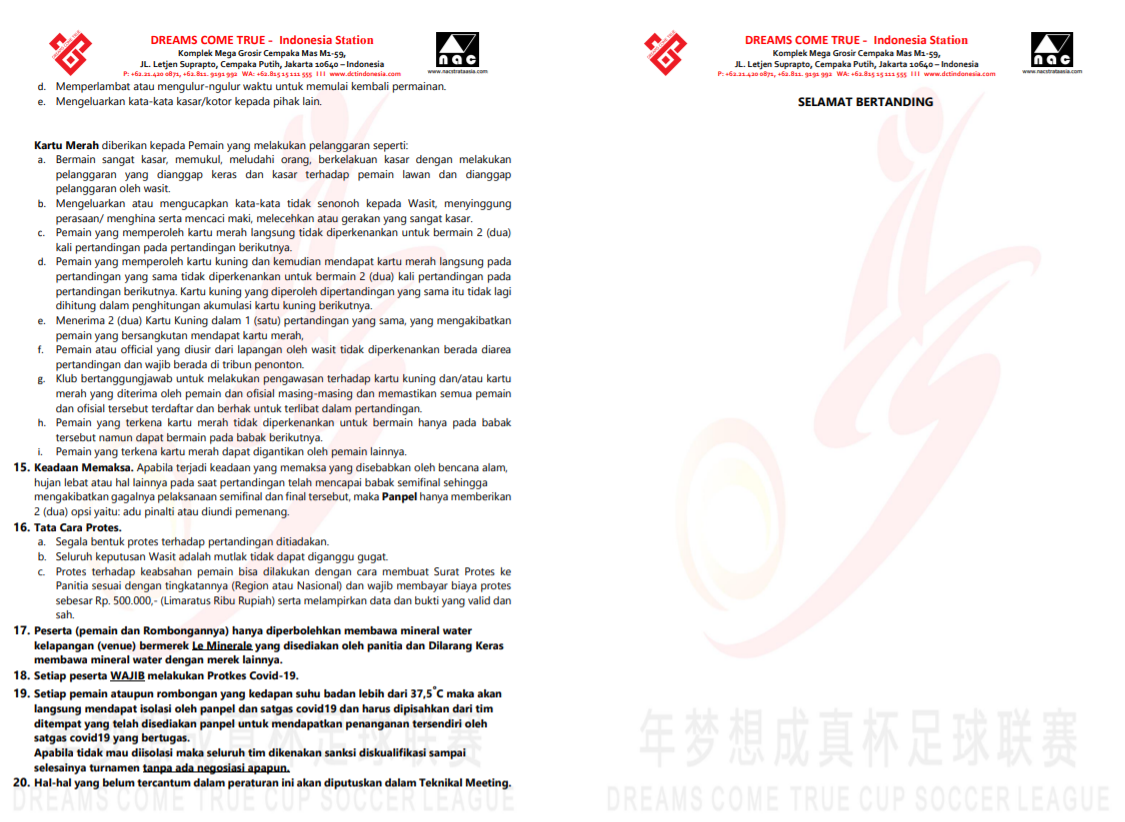 DREAMS COME TRUE - Indonesia Station
Komplek Mega Grosir Cempaka Mas M1-59,
JL. Letjen Suprapto, Cempaka Putih, Jakarta 10640 – Indonesia
P: +62.21.420 0871, +62.811. 9191 992 WA: +62.815 15 111 555 III www.dctindonesia.com
nac
www.nacstrataasia.com
d. Memperlambat atau mengulur-ngulur waktu untuk memulai kembali permainan.
e. Mengeluarkan kata-kata kasar/kotor kepada pihak lain.
Kartu Merah diberikan kepada Pemain yang melakukan pelanggaran seperti:
a. Bermain sangat kasar, memukul, meludahi orang, berkelakuan kasar dengan melakukan
pelanggaran yang dianggap keras dan kasar terhadap pemain lawan dan dianggap
pelanggaran oleh wasit.
b. Mengeluarkan atau mengucapkan kata-kata tidak senonoh kepada Wasit, menyinggung
perasaan/ menghina serta mencaci maki, melecehkan atau gerakan yang sangat kasar.
c. Pemain yang memperoleh kartu merah langsung tidak diperkenankan untuk bermain 2 (dua)
kali pertandingan pada pertandingan berikutnya.
d. Pemain yang memperoleh kartu kuning dan kemudian mendapat kartu merah langsung pada
pertandingan yang sama tidak diperkenankan untuk bermain 2 (dua) kali pertandingan pada
pertandingan berikutnya. Kartu kuning yang diperoleh dipertandingan yang sama itu tidak lagi
dihitung dalam penghitungan akumulasi kartu kuning berikutnya.
e. Menerima 2 (dua) Kartu Kuning dalam 1 (satu) pertandingan yang sama, yang mengakibatkan
pemain yang bersangkutan mendapat kartu merah,
f. Pemain atau official yang diusir dari lapangan oleh wasit tidak diperkenankan berada diarea
pertandingan dan wajib berada di tribun penonton.
g. Klub bertanggungjawab untuk melakukan pengawasan terhadap kartu kuning dan/atau kartu
merah yang diterima oleh pemain dan ofisial masing-masing dan memastikan semua pemain
dan ofisial tersebut terdaftar dan berhak untuk terlibat dalam pertandingan.
h. Pemain yang terkena kartu merah tidak diperkenankan untuk bermain hanya pada babak
tersebut namun dapat bermain pada babak berikutnya.
i. Pemain yang terkena kartu merah dapat digantikan oleh pemain lainnya.
15. Keadaan Memaksa. Apabila terjadi keadaan yang memaksa yang disebabkan oleh bencana alam,
hujan lebat atau hal lainnya pada saat pertandingan telah mencapai babak semifinal sehingga
mengakibatkan gagalnya pelaksanaan semifinal dan final tersebut, maka Panpel hanya memberikan
2 (dua) opsi yaitu: adu pinalti atau diundi pemenang.
16. Tata Cara Protes.
a. Segala bentuk protes terhadap pertandingan ditiadakan.
b. Seluruh keputusan Wasit adalah mutlak tidak dapat diganggu gugat.
c. Protes terhadap keabsahan pemain bisa dilakukan dengan cara membuat Surat Protes ke
Panitia sesuai dengan tingkatannya (Region atau Nasional) dan wajib membayar biaya protes
sebesar Rp. 500.000,- (Limaratus Ribu Rupiah) serta melampirkan data dan bukti yang valid dan
sah.
17. Peserta (pemain dan Rombongannya) hanya diperbolehkan membawa mineral water
kelapangan (venue) bermerek Le Minerale yang disediakan oleh panitia dan Dilarang Keras
membawa mineral water dengan merek lainnya.
18. Setiap peserta WAJIB melakukan Protkes Covid-19.
19. Setiap pemain ataupun rombongan yang kedapan suhu badan lebih dari 37,5°C maka akan
langsung mendapat isolasi oleh panpel dan satgas covid19 dan harus dipisahkan dari tim
ditempat yang telah disediakan panpel untuk mendapatkan penanganan tersendiri oleh
satgas covid19 yang bertugas.
Apabila tidak mau diisolasi maka seluruh tim dikenakan sanksi diskualifikasi sampai
selesainya turnamen tanpa ada negosiasi apapun.
20. Hal-hal yang belum tercantum dalam peraturan ini akan diputuskan dalam Teknikal Meeting.
DREAMS COME TRUE CUP SOCCER LEAGUE
DREAMS COME TRUE - Indonesia Station
Komplek Mega Grosir Cempaka Mas M1-59,
JL. Letjen Suprapto, Cempaka Putih, Jakarta 10640 – Indonesia
P: +62.21.420 0871, +62.811. 9191 992 WA: +62.815 15 111 555 III www.dctindonesia.com
nac
www.nacstrataasia.com
SELAMAT BERTANDING
年梦想成真杯足球联赛
DREAMS COME TRUE CUP SOCCER LEAGUE